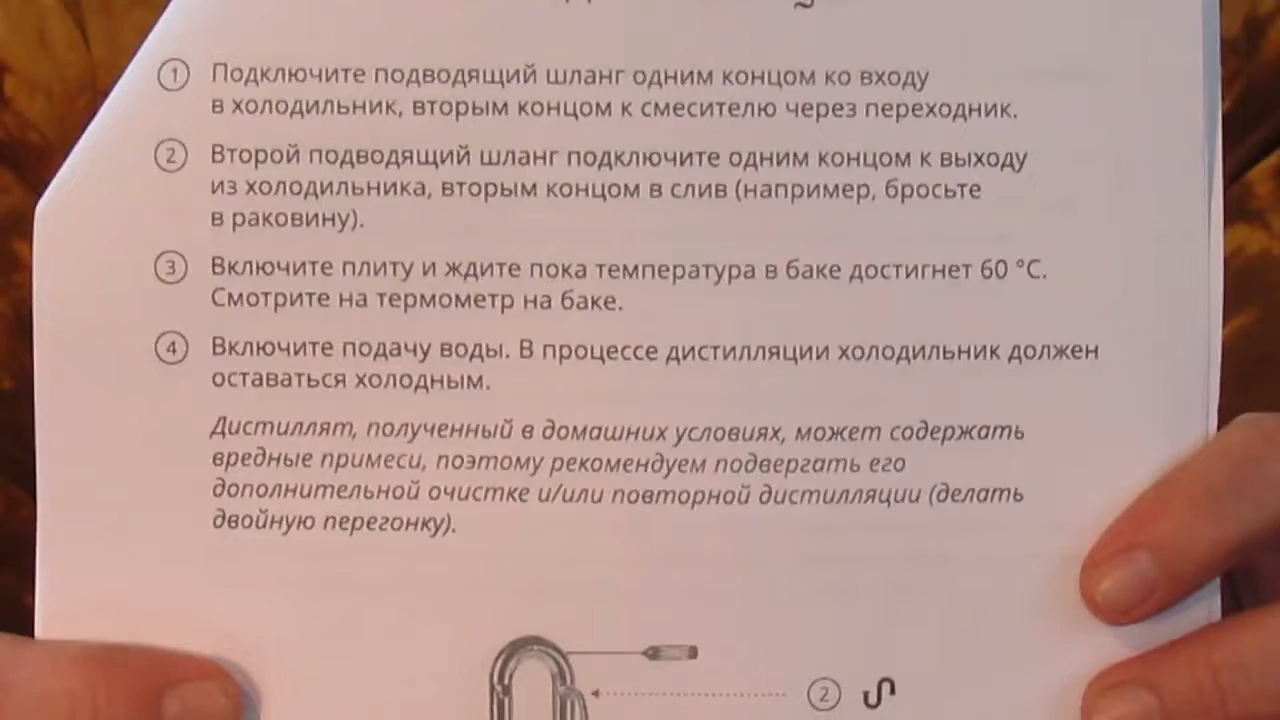 1 Подключите подводящий шланг одним концом ко входу
в холодильник, вторым концом к смесителю через переходник.
2 Второй подводящий шланг подключите одним концом к выходу
из холодильника, вторым концом в слив (например, бросьте
в раковину).
3 Включите плиту и ждите пока температура в баке достигнет 60 °C.
Смотрите на термометр на баке.
4 Включите подачу воды. В процессе дистилляции холодильник должен
оставаться холодным.
Дистиллят, полученный в домашних условиях, может содержать
вредные примеси, поэтому рекомендуем подвергать его
дополнительной очистке и/или повторной дистилляции (делать
двойную перегонку).
2